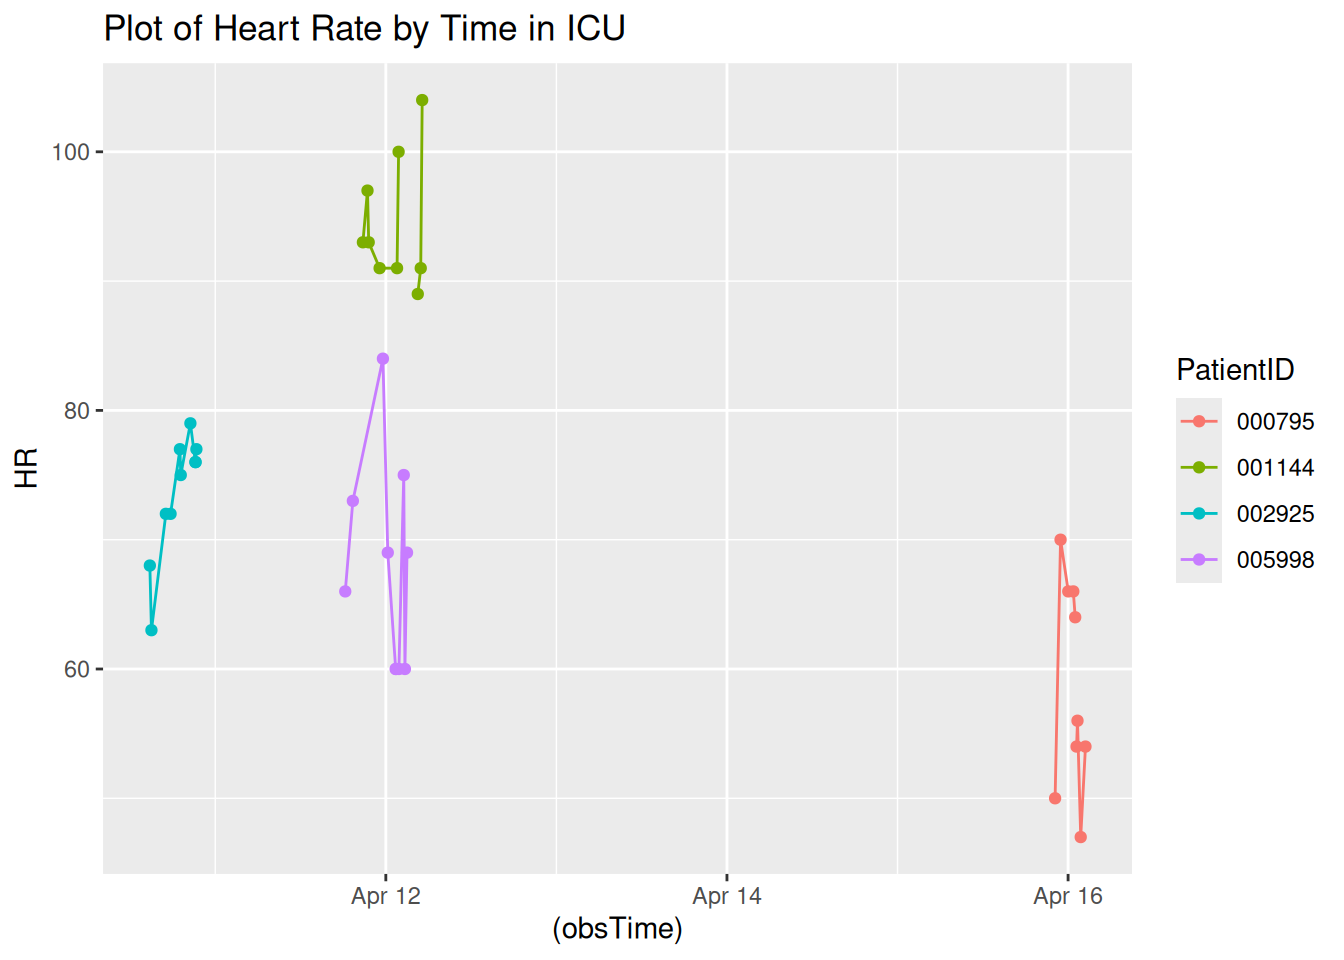 Plot of Heart Rate by Time in ICU
100
80
60
HR
Apr 12
Apr 14
Apr 16
(obsTime)
PatientID
000795
001144
002925
005998